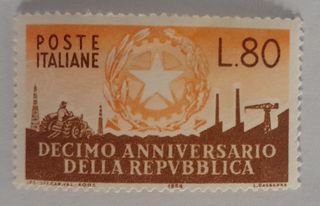 POSTE
ITALIANE
L.80
DECIMO ANNIVERSARIO
DELLA REPVBBLICA
1956